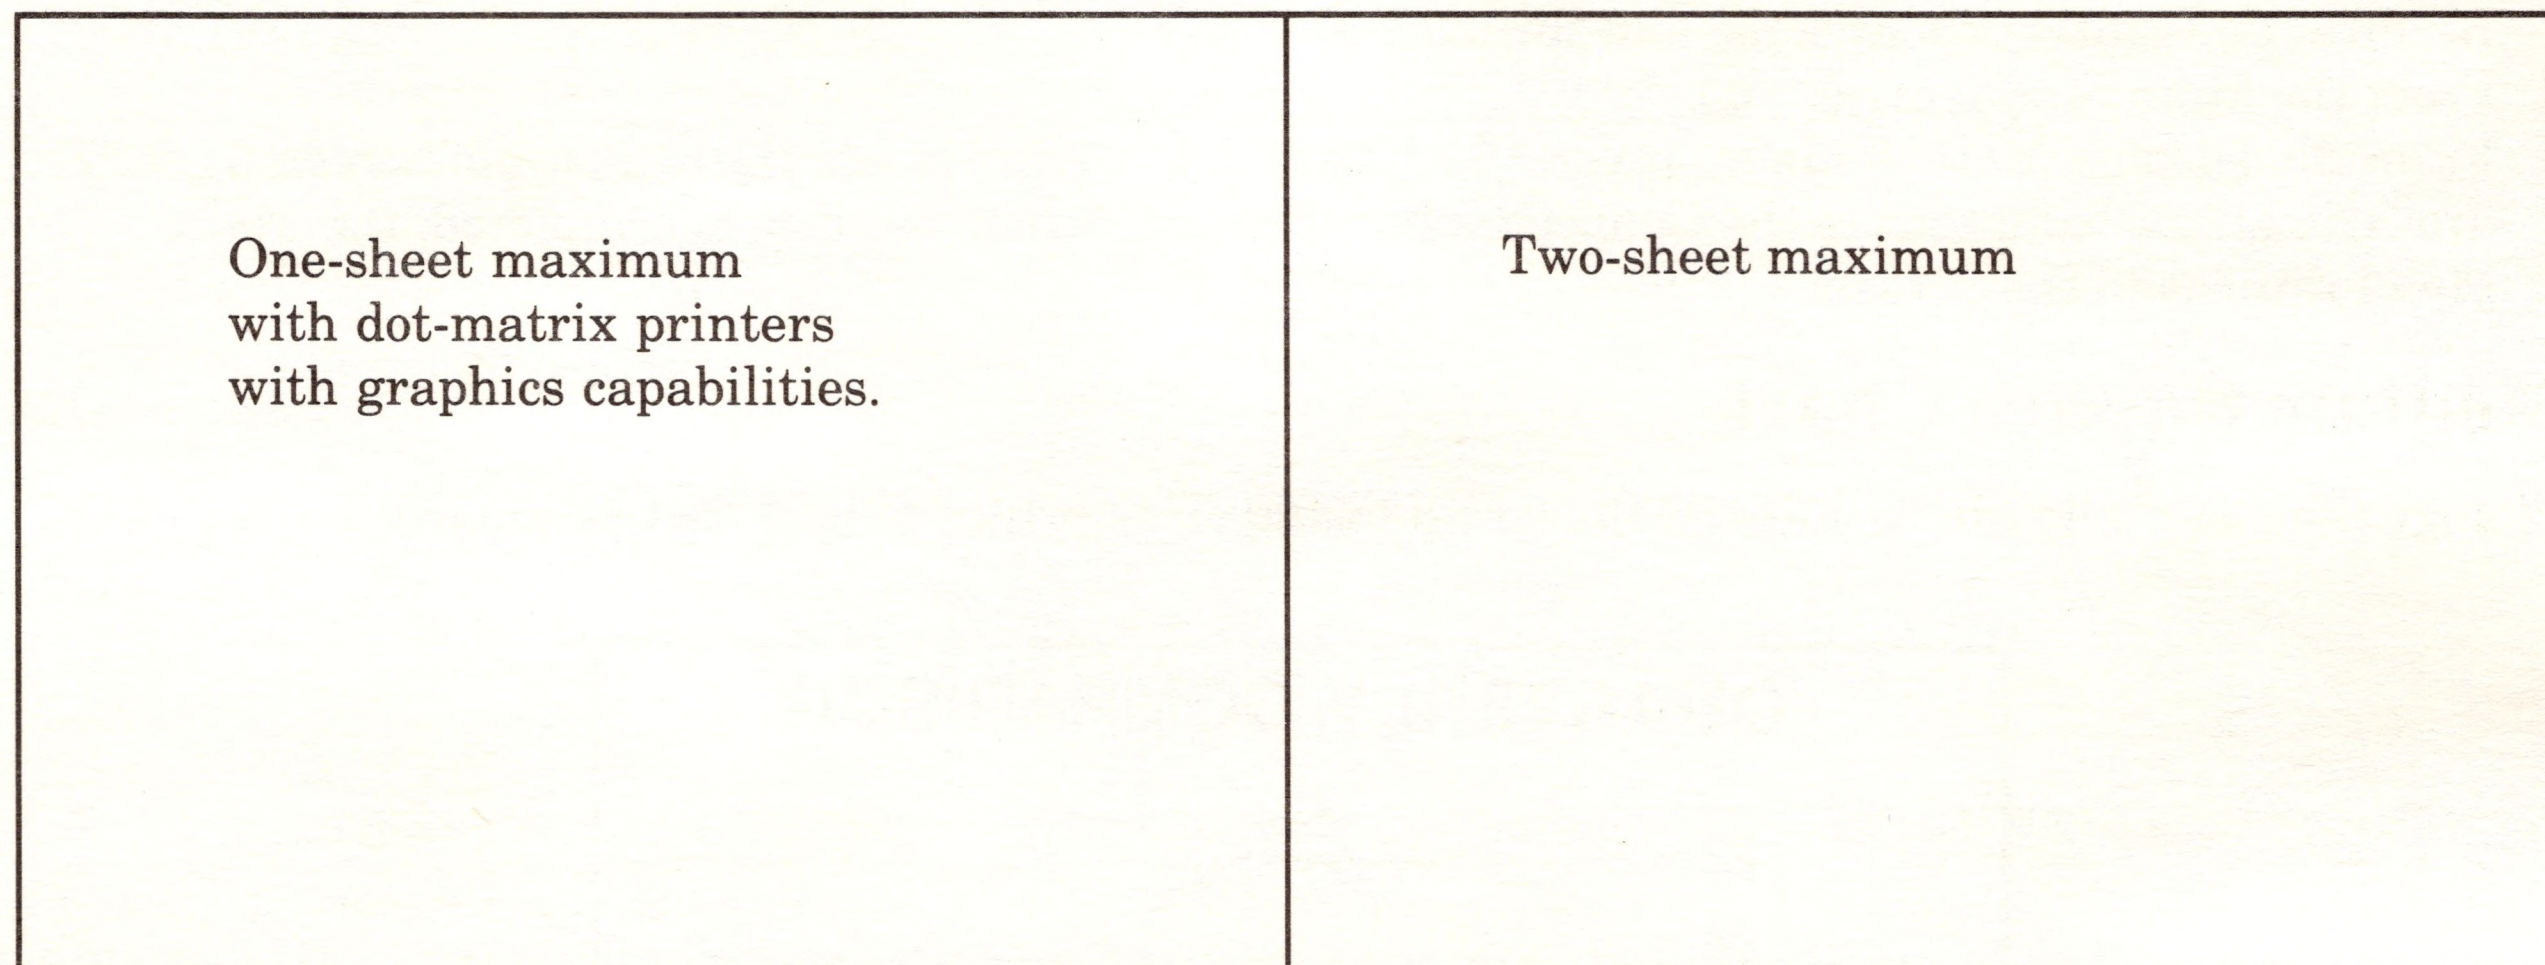 One-sheet maximum
with dot-matrix printers
with graphics capabilities.
Two-sheet maximum